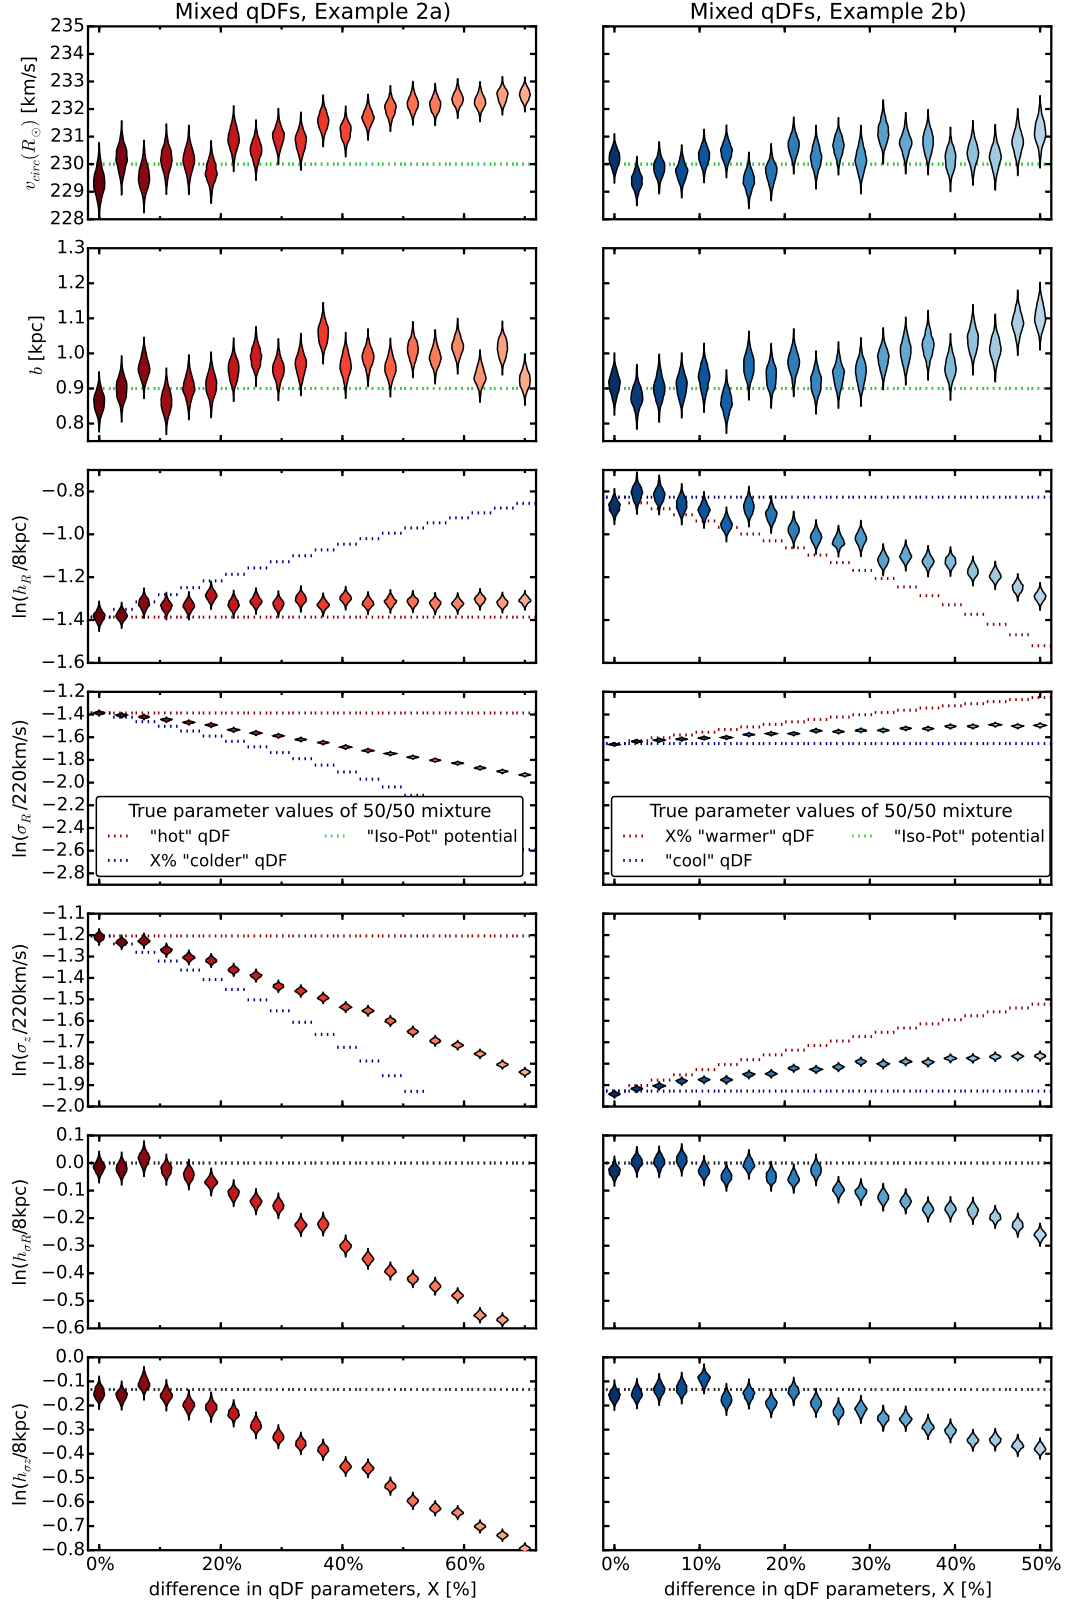 Mixed qDFs, Example 2a)
Mixed qDFs, Example 2b)
235
234
233
232
231
230
229
228
v_circ(R_⊙) [km/s]
1.3
1.2
1.1
1.0
0.9
0.8
b [kpc]
−0.8
−1.0
−1.2
−1.4
−1.6
ln(h_R/8kpc)
−1.2
−1.4
−1.6
−1.8
−2.0
−2.2
−2.4
−2.6
−2.8
ln(σ_R/220km/s)
True parameter values of 50/50 mixture
"hot" qDF
"Iso-Pot" potential
X% "colder" qDF
True parameter values of 50/50 mixture
X% "warmer" qDF
"Iso-Pot" potential
"cool" qDF
−1.1
−1.2
−1.3
−1.4
−1.5
−1.6
−1.7
−1.8
−1.9
−2.0
ln(σ_z/220km/s)
0.1
0.0
−0.1
−0.2
−0.3
−0.4
−0.5
−0.6
ln(h_σR/8kpc)
0.0
−0.1
−0.2
−0.3
−0.4
−0.5
−0.6
−0.7
−0.8
ln(h_σz/8kpc)
0% 20% 40% 60%
difference in qDF parameters, X [%]
0% 10% 20% 30% 40% 50%
difference in qDF parameters, X [%]